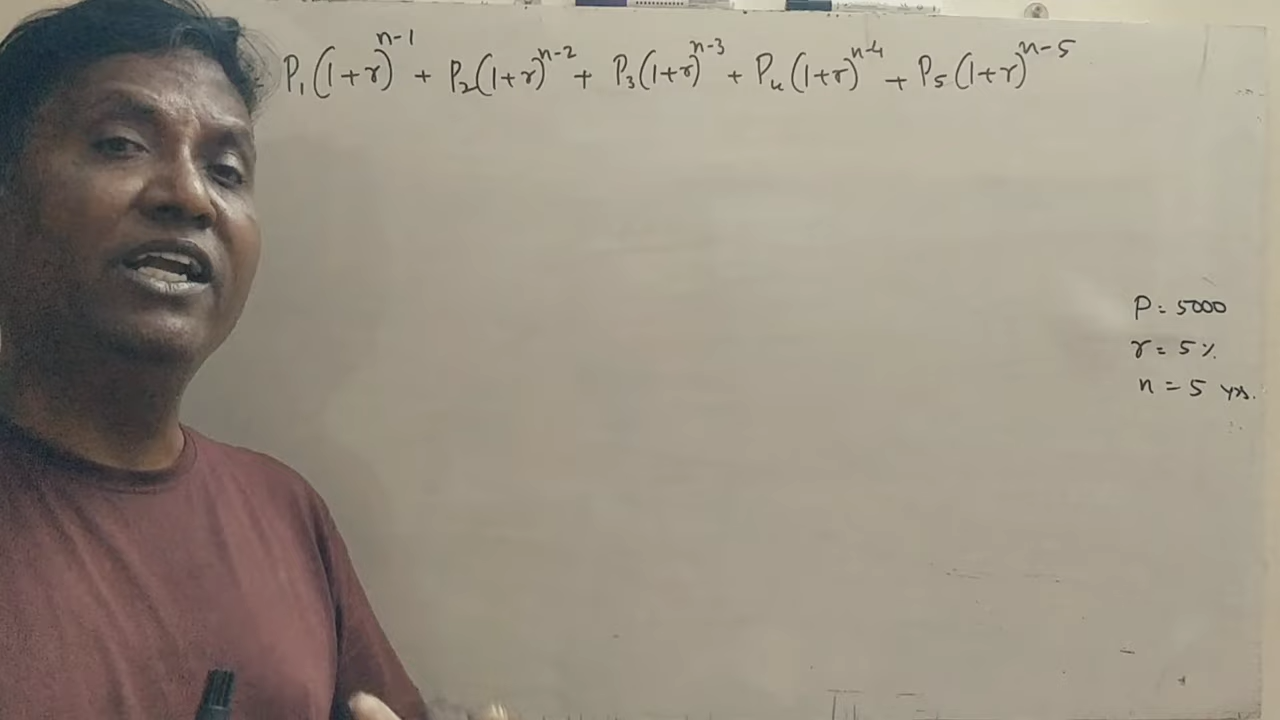 P₁(1+r)ⁿ⁻¹ + P₂(1+r)ⁿ⁻² + P₃(1+r)ⁿ⁻³ + P₄(1+r)ⁿ⁻⁴ + P₅(1+r)ⁿ⁻⁵
P = 5000
r = 5 %
n = 5 yrs.